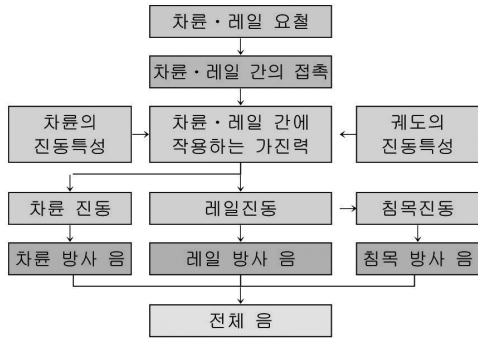 차륜・레일 요철
차륜・레일 간의 접촉
차륜의
진동특성
차륜・레일 간에
작용하는 가진력
궤도의
진동특성
차륜 진동
레일진동
침목진동
차륜 방사 음
레일 방사 음
침목 방사 음
전체 음